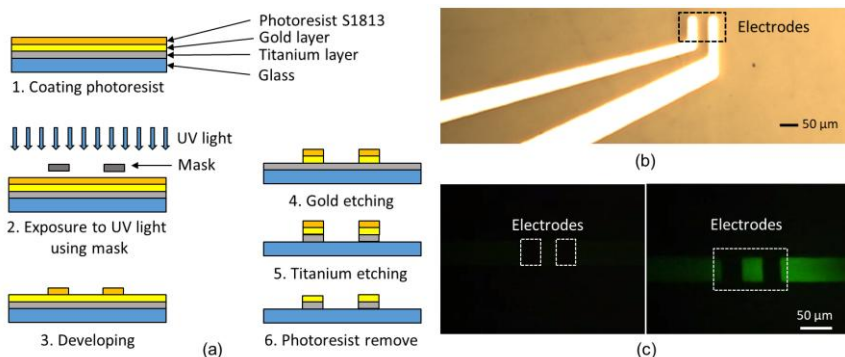 Photoresist S1813
Gold layer
Titanium layer
Glass
1. Coating photoresist
UV light
Mask
2. Exposure to UV light
using mask
3. Developing
4. Gold etching
5. Titanium etching
6. Photoresist remove
(a)
Electrodes
50 µm
(b)
Electrodes
Electrodes
50 µm
(c)